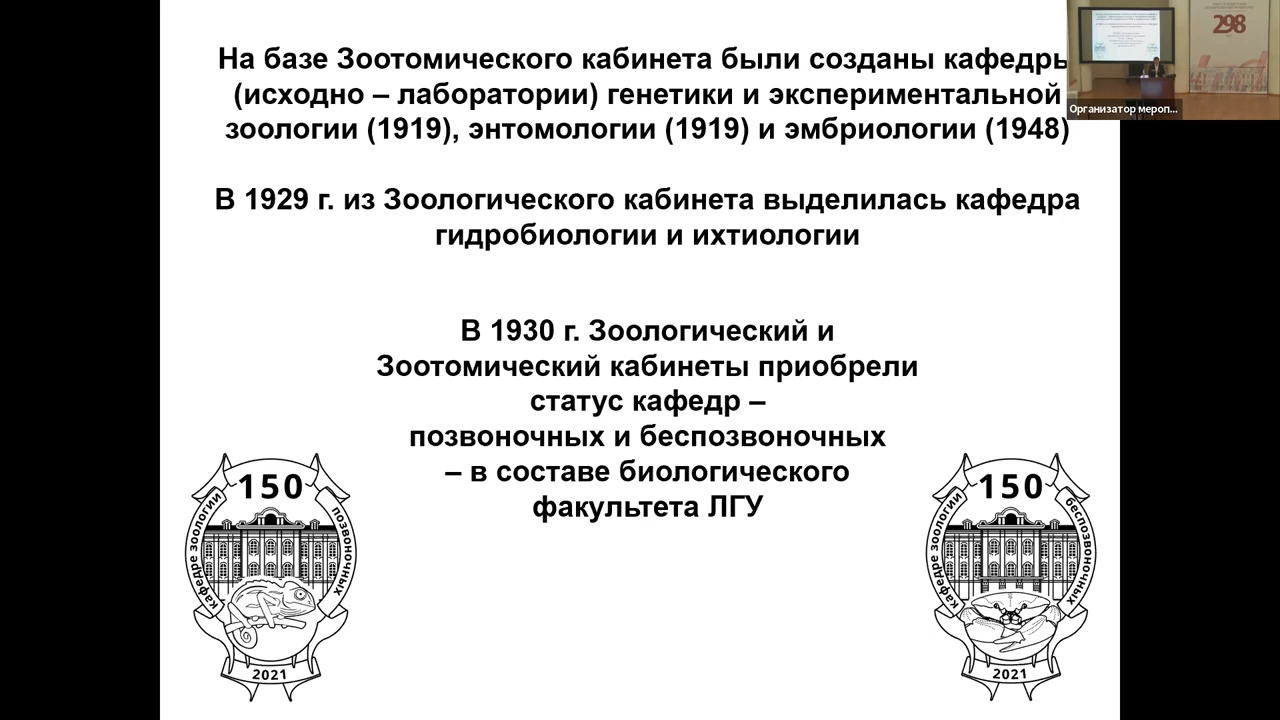 На базе Зоотомического кабинета были созданы кафедры
(исходно – лаборатории) генетики и экспериментальной
зоологии (1919), энтомологии (1919) и эмбриологии (1948)
В 1929 г. из Зоологического кабинета выделилась кафедра
гидробиологии и ихтиологии
В 1930 г. Зоологический и
Зоотомический кабинеты приобрели
статус кафедр –
позвоночных и беспозвоночных
– в составе биологического
факультета ЛГУ
150
кафедре зоологии
позвоночных
2021
150
кафедре зоологии
беспозвоночных
2021
298
Организатор мероп...